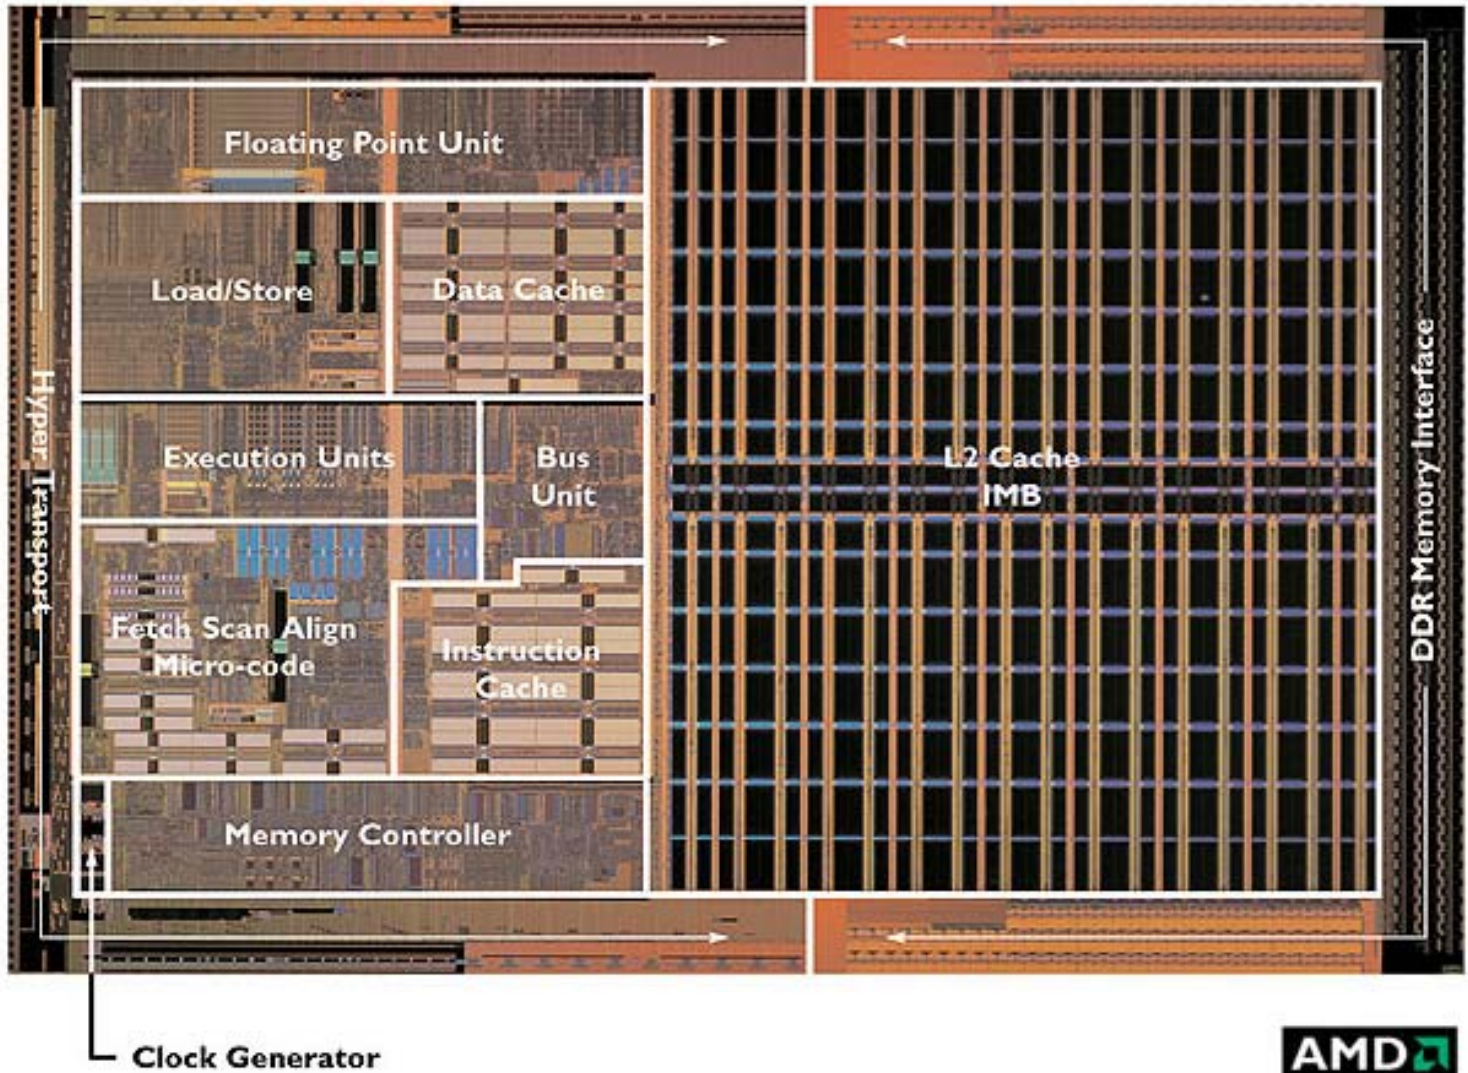 Floating Point Unit
Load/Store
Data Cache
Hyper Transport
Execution Units
Bus
Unit
L2 Cache
IMB
DDR Memory Interface
Fetch Scan Align
Micro-code
Instruction
Cache
Memory Controller
Clock Generator
AMD